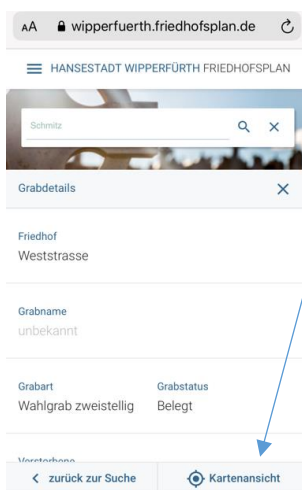 AA wipperfuerth.friedhofsplan.de
HANSESTADT WIPPERFÜRTH FRIEDHOFSPLAN
Schmitz
Grabdetails
Friedhof
Weststrasse
Grabname
unbekannt
Grabart Grabstatus
Wahlgrab zweistellig Belegt
Verstorbene
zurück zur Suche Kartenansicht